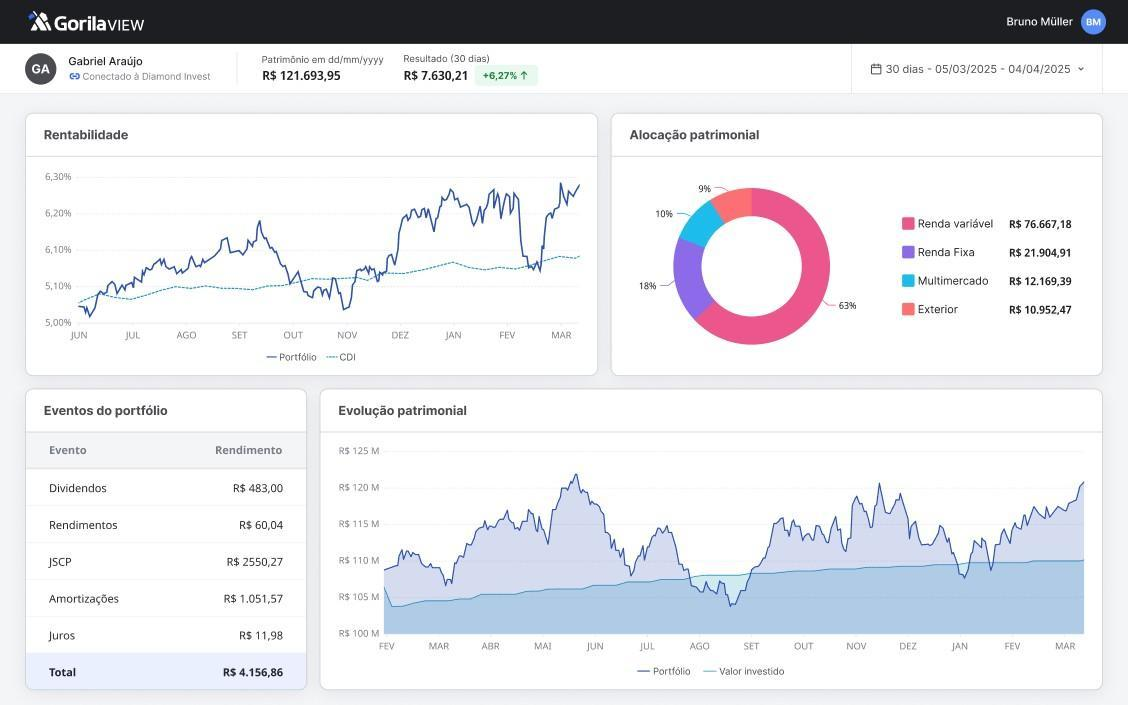 GorilaVIEW
Bruno Müller BM
GA
Gabriel Araújo
Conectado à Diamond Invest
Patrimônio em dd/mm/yyyy
R$ 121.693,95
Resultado (30 dias)
R$ 7.630,21 +6,27% ↑
30 dias - 05/03/2025 - 04/04/2025
Rentabilidade
6,30%
6,20%
6,10%
5,10%
5,00%
JUN JUL AGO SET OUT NOV DEZ JAN FEV MAR
Portfólio CDI
Alocação patrimonial
9%
10%
18%
63%
Renda variável R$ 76.667,18
Renda Fixa R$ 21.904,91
Multimercado R$ 12.169,39
Exterior R$ 10.952,47
Eventos do portfólio
Evento Rendimento
Dividendos R$ 483,00
Rendimentos R$ 60,04
JSCP R$ 2550,27
Amortizações R$ 1.051,57
Juros R$ 11,98
Total R$ 4.156,86
Evolução patrimonial
R$ 125 M
R$ 120 M
R$ 115 M
R$ 110 M
R$ 105 M
R$ 100 M
FEV MAR ABR MAI JUN JUL AGO SET OUT NOV DEZ JAN FEV MAR
Portfólio Valor investido